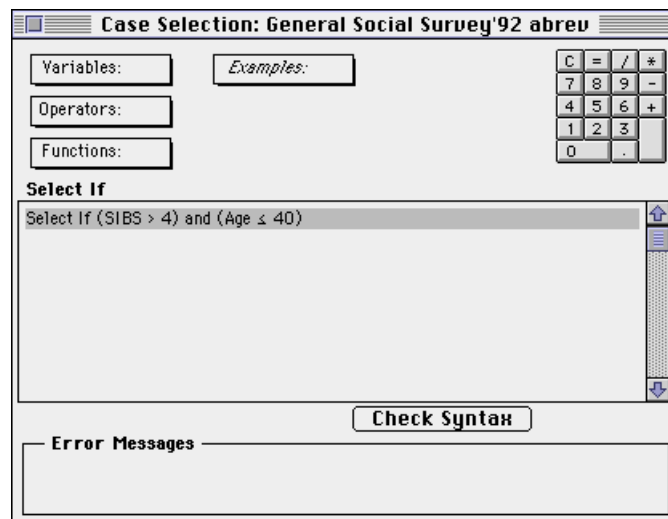 Case Selection: General Social Survey'92 abrev
Variables:
Examples:
C = / *
7 8 9 -
Operators:
4 5 6 +
1 2 3
Functions:
0 .
Select If
Select If (SIBS > 4) and (Age ≤ 40)
Check Syntax
Error Messages